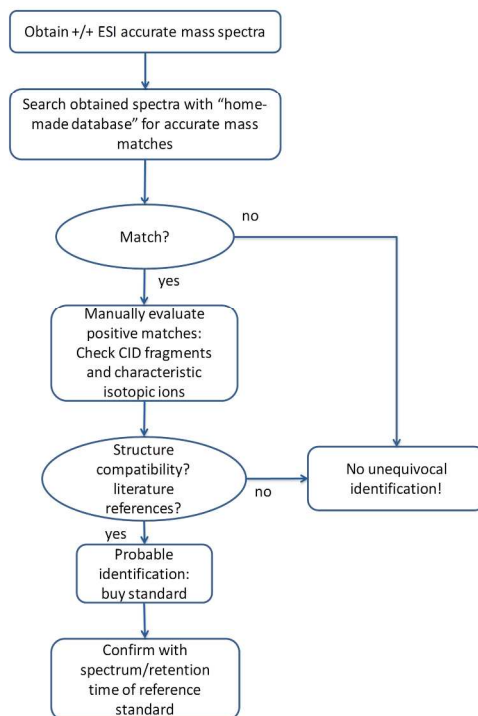 Obtain +/+ ESI accurate mass spectra
Search obtained spectra with “home-
made database” for accurate mass
matches
no
Match?
yes
Manually evaluate
positive matches:
Check CID fragments
and characteristic
isotopic ions
Structure
compatibility?
literature
references?
no
No unequivocal
identification!
yes
Probable
identification:
buy standard
Confirm with
spectrum/retention
time of reference
standard